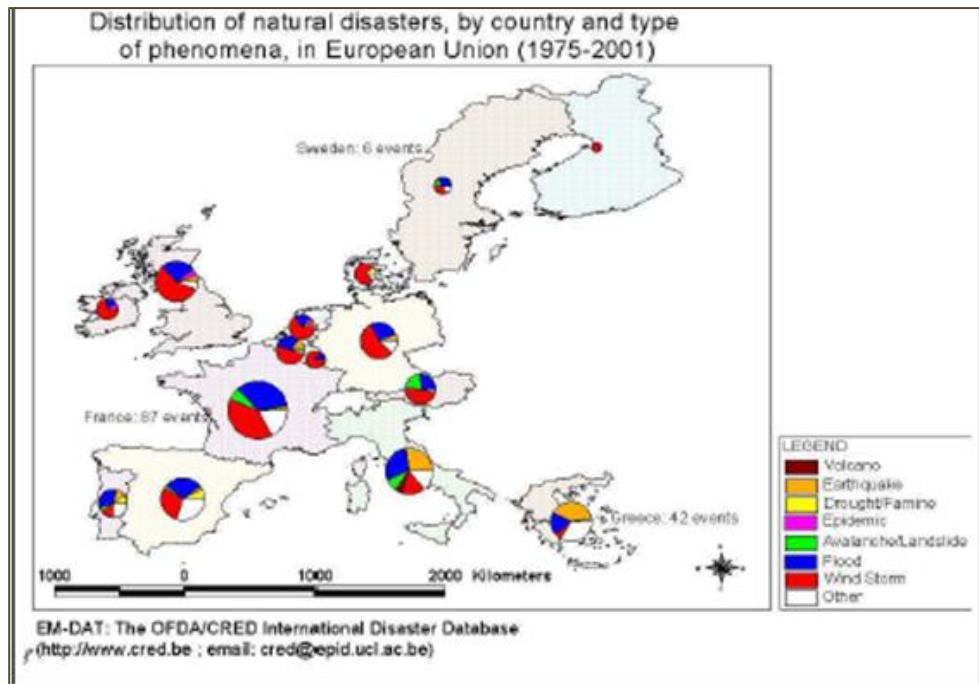 Distribution of natural disasters, by country and type
of phenomena, in European Union (1975-2001)
Sweden: 6 events
France: 87 events
Greece: 42 events
1000 0 1000 2000 Kilometers
LEGEND
Volcano
Earthquake
Drought/Famine
Epidemic
Avalanche/Landslide
Flood
Wind Storm
Other
EM-DAT: The OFDA/CRED International Disaster Database
(http://www.cred.be ; email: cred@epid.ucl.ac.be)